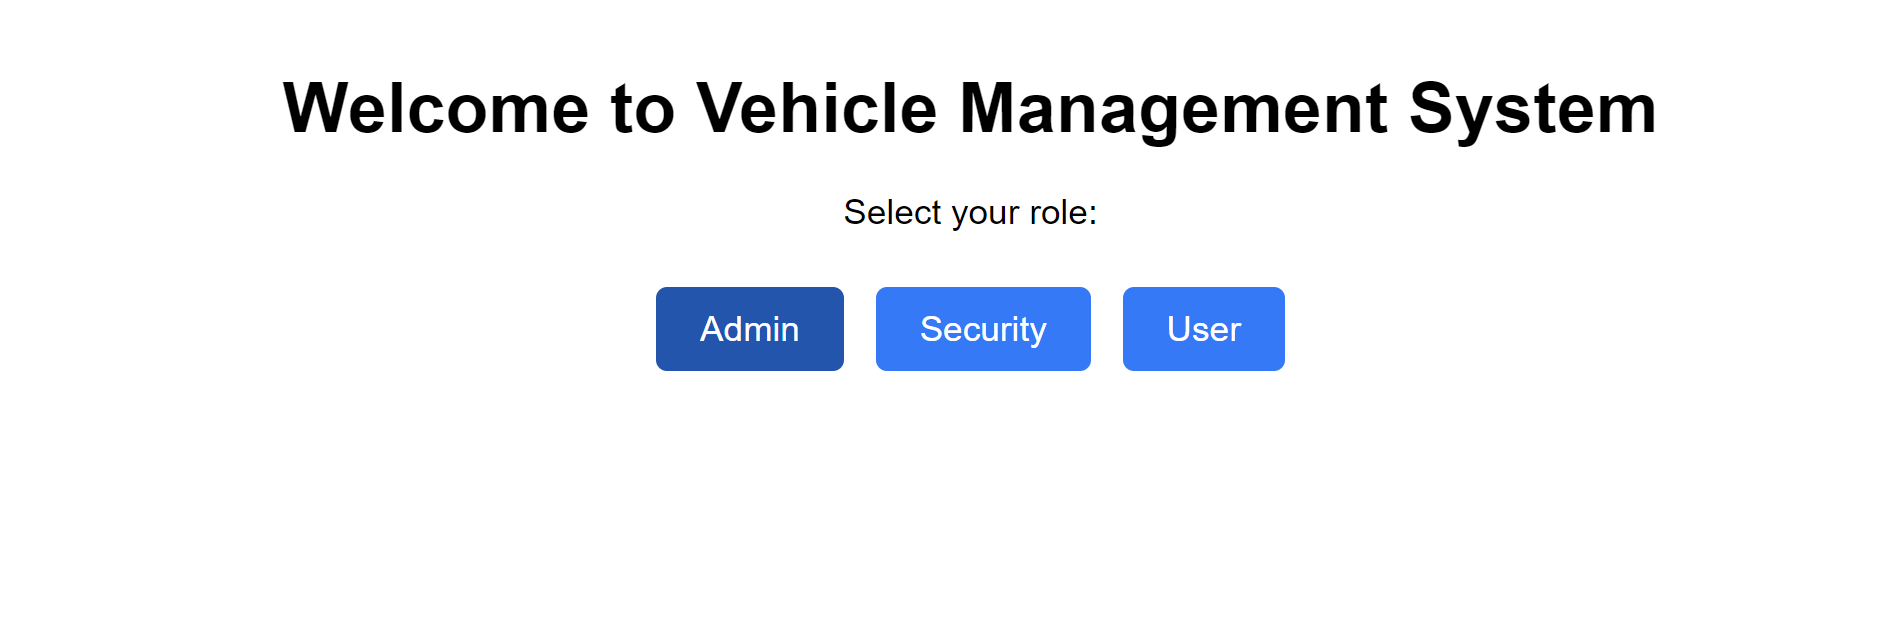 Welcome to Vehicle Management System
Select your role:
Admin Security User